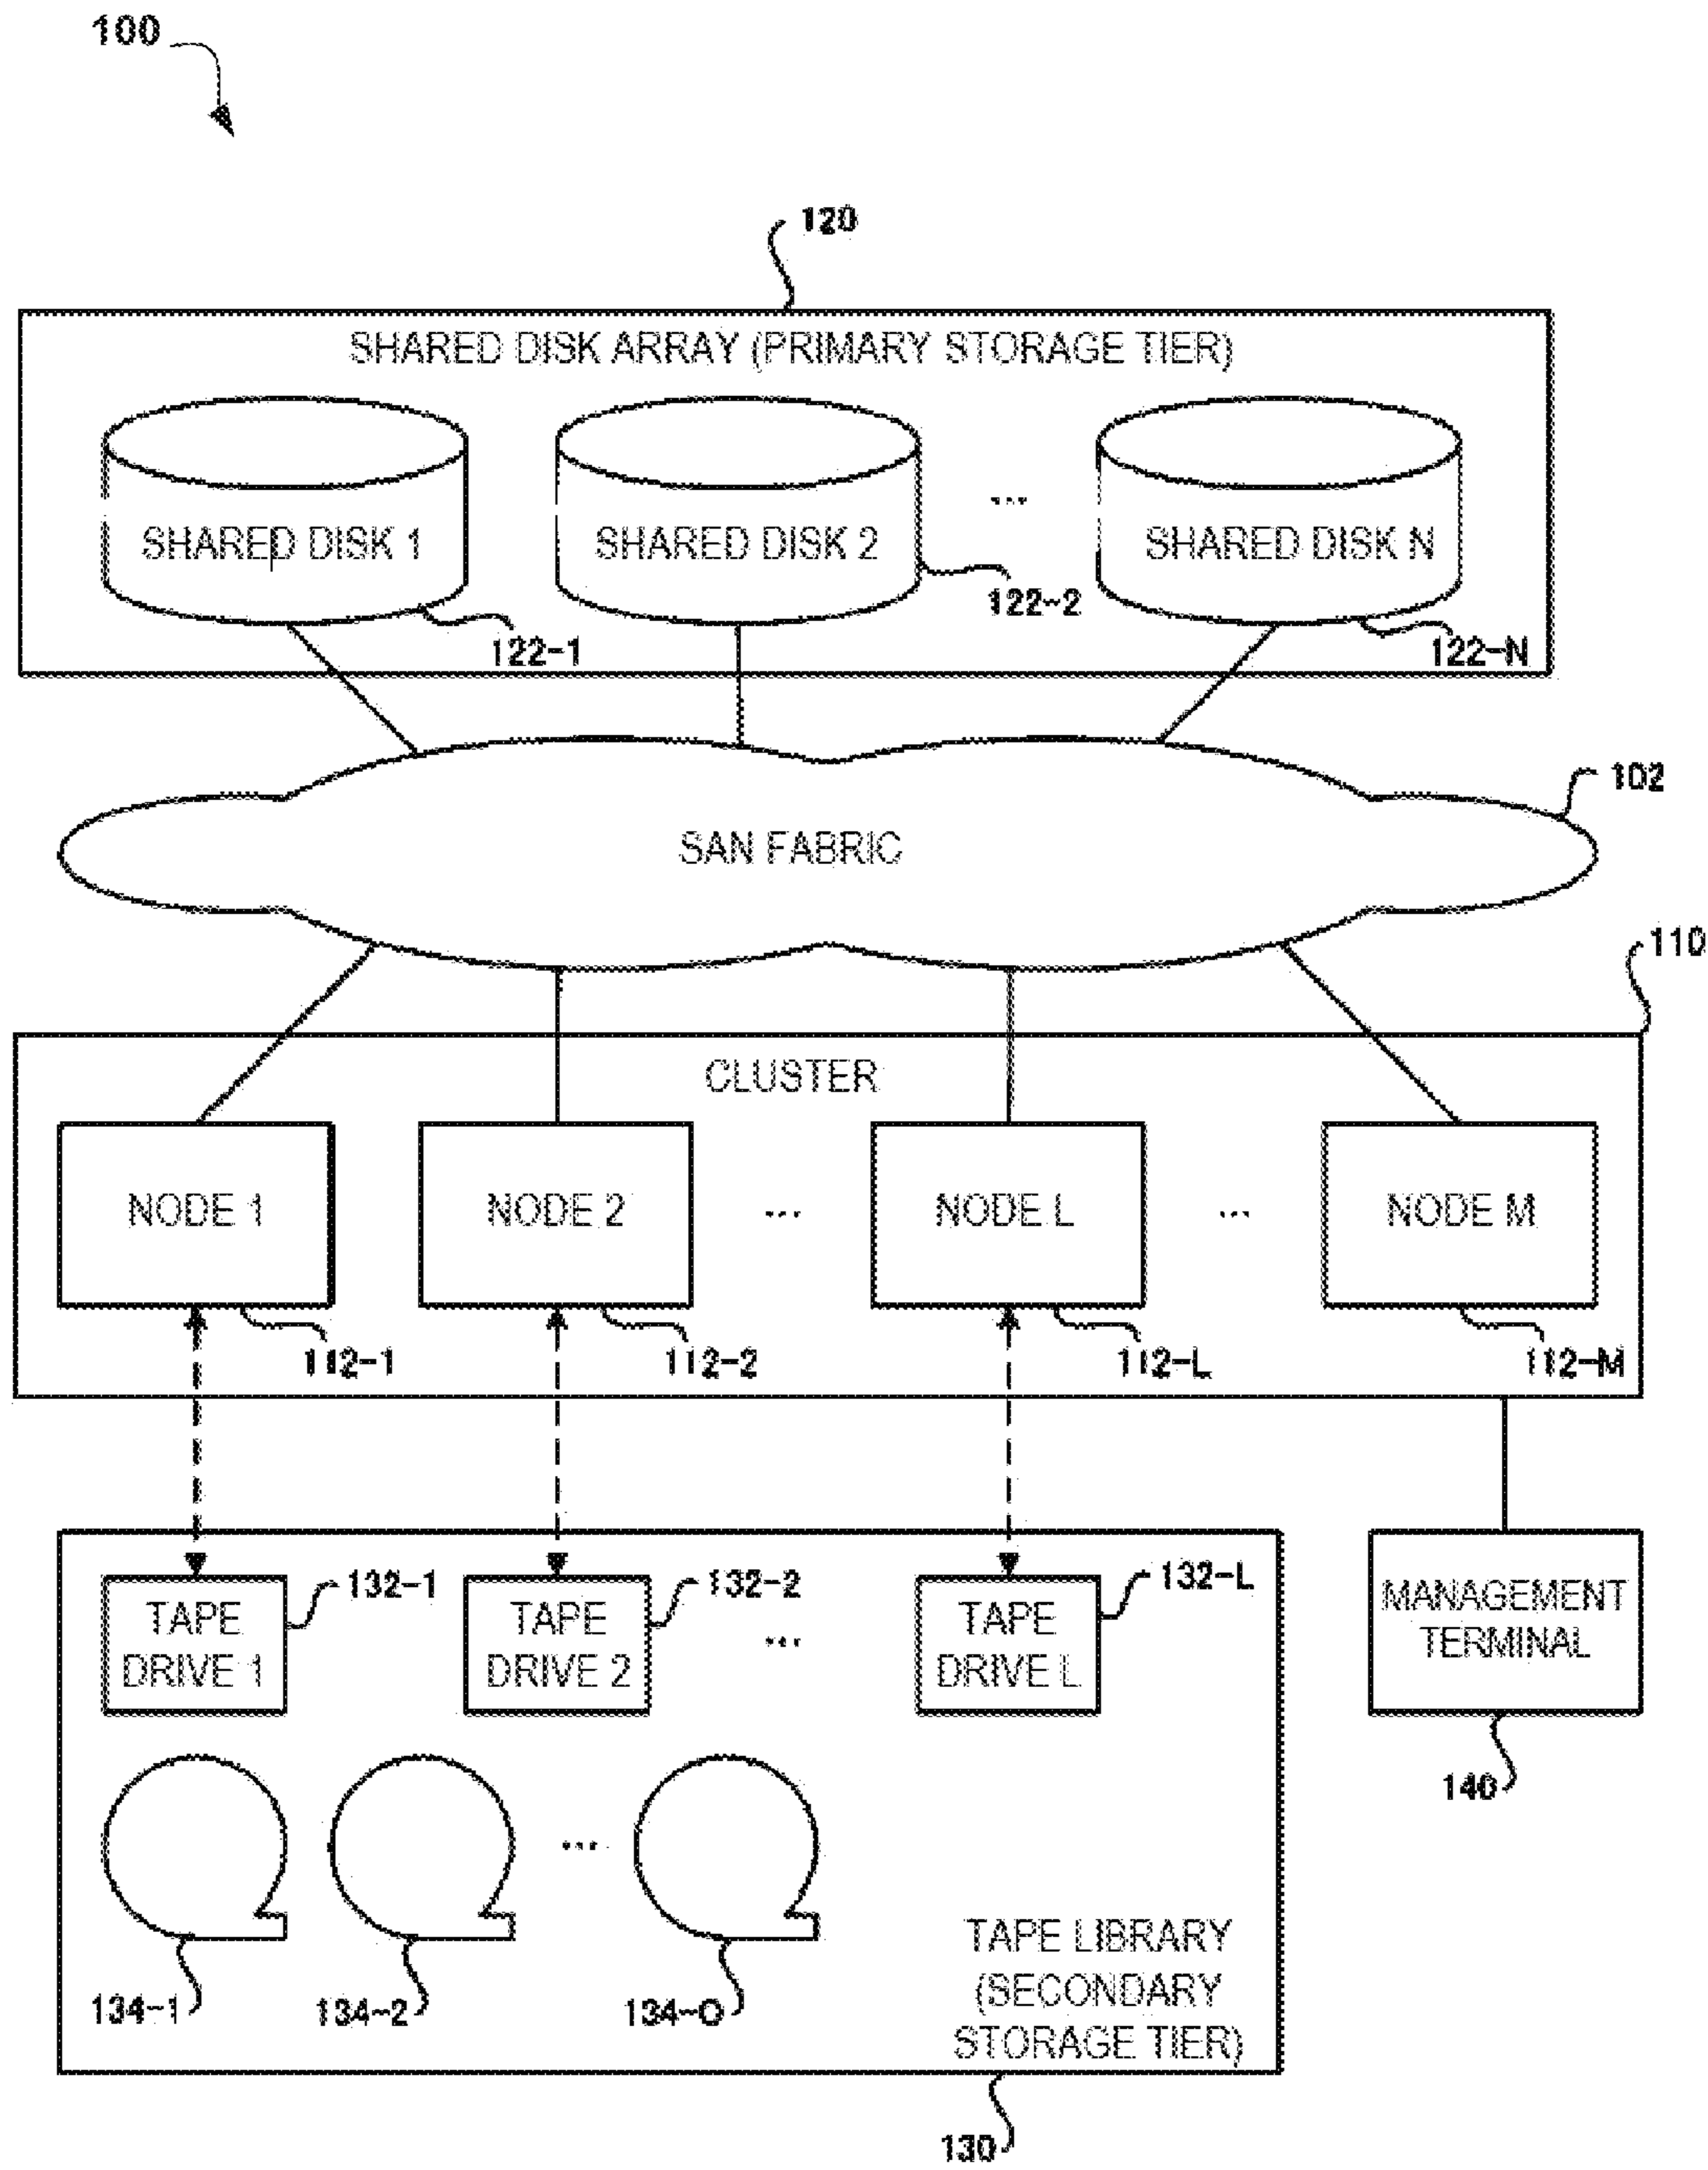 100
120
SHARED DISK ARRAY (PRIMARY STORAGE TIER)
SHARED DISK 1
SHARED DISK 2
...
SHARED DISK N
122-1
122-2
122-N
102
SAN FABRIC
110
CLUSTER
NODE 1
NODE 2
...
NODE L
...
NODE M
112-1
112-2
112-L
112-M
132-1
132-2
132-L
TAPE
DRIVE 1
TAPE
DRIVE 2
...
TAPE
DRIVE L
MANAGEMENT
TERMINAL
140
...
134-1
134-2
134-O
TAPE LIBRARY
(SECONDARY
STORAGE TIER)
130